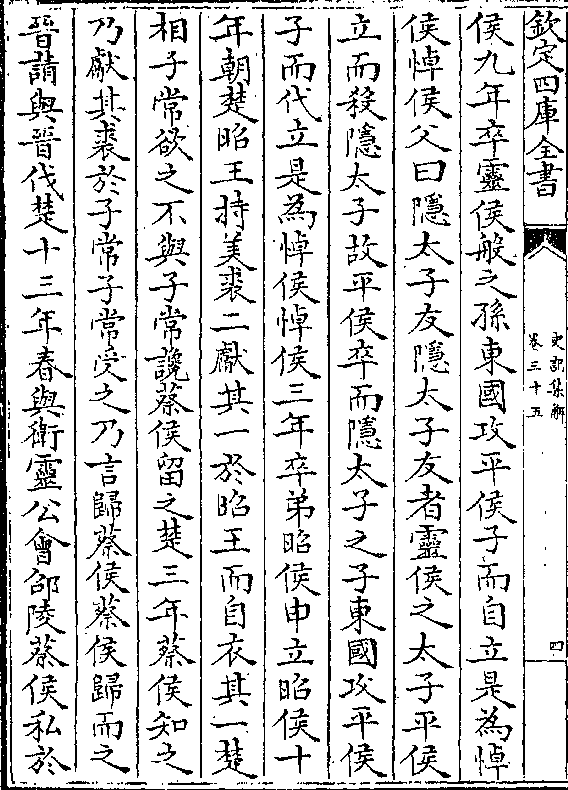 欽定四庫全書
史記集解
卷三十五
四
侯九年卒靈侯般之孫東國攻平侯子而自立是為悼
侯悼侯父曰隱太子友隱太子友者靈侯之太子平侯
立而殺隱太子故平侯卒而隱太子之子東國攻平侯
子而代立是為悼侯悼侯三年卒弟昭侯申立昭侯十
年朝楚昭王持美裘二獻其一於昭王而自衣其一楚
相子常欲之不與子常讒蔡侯留之楚三年蔡侯知之
乃獻其裘於子常子常受之乃言歸蔡侯蔡侯歸而之
晉請與晉伐楚十三年春與衛靈公會邵陵蔡侯私於